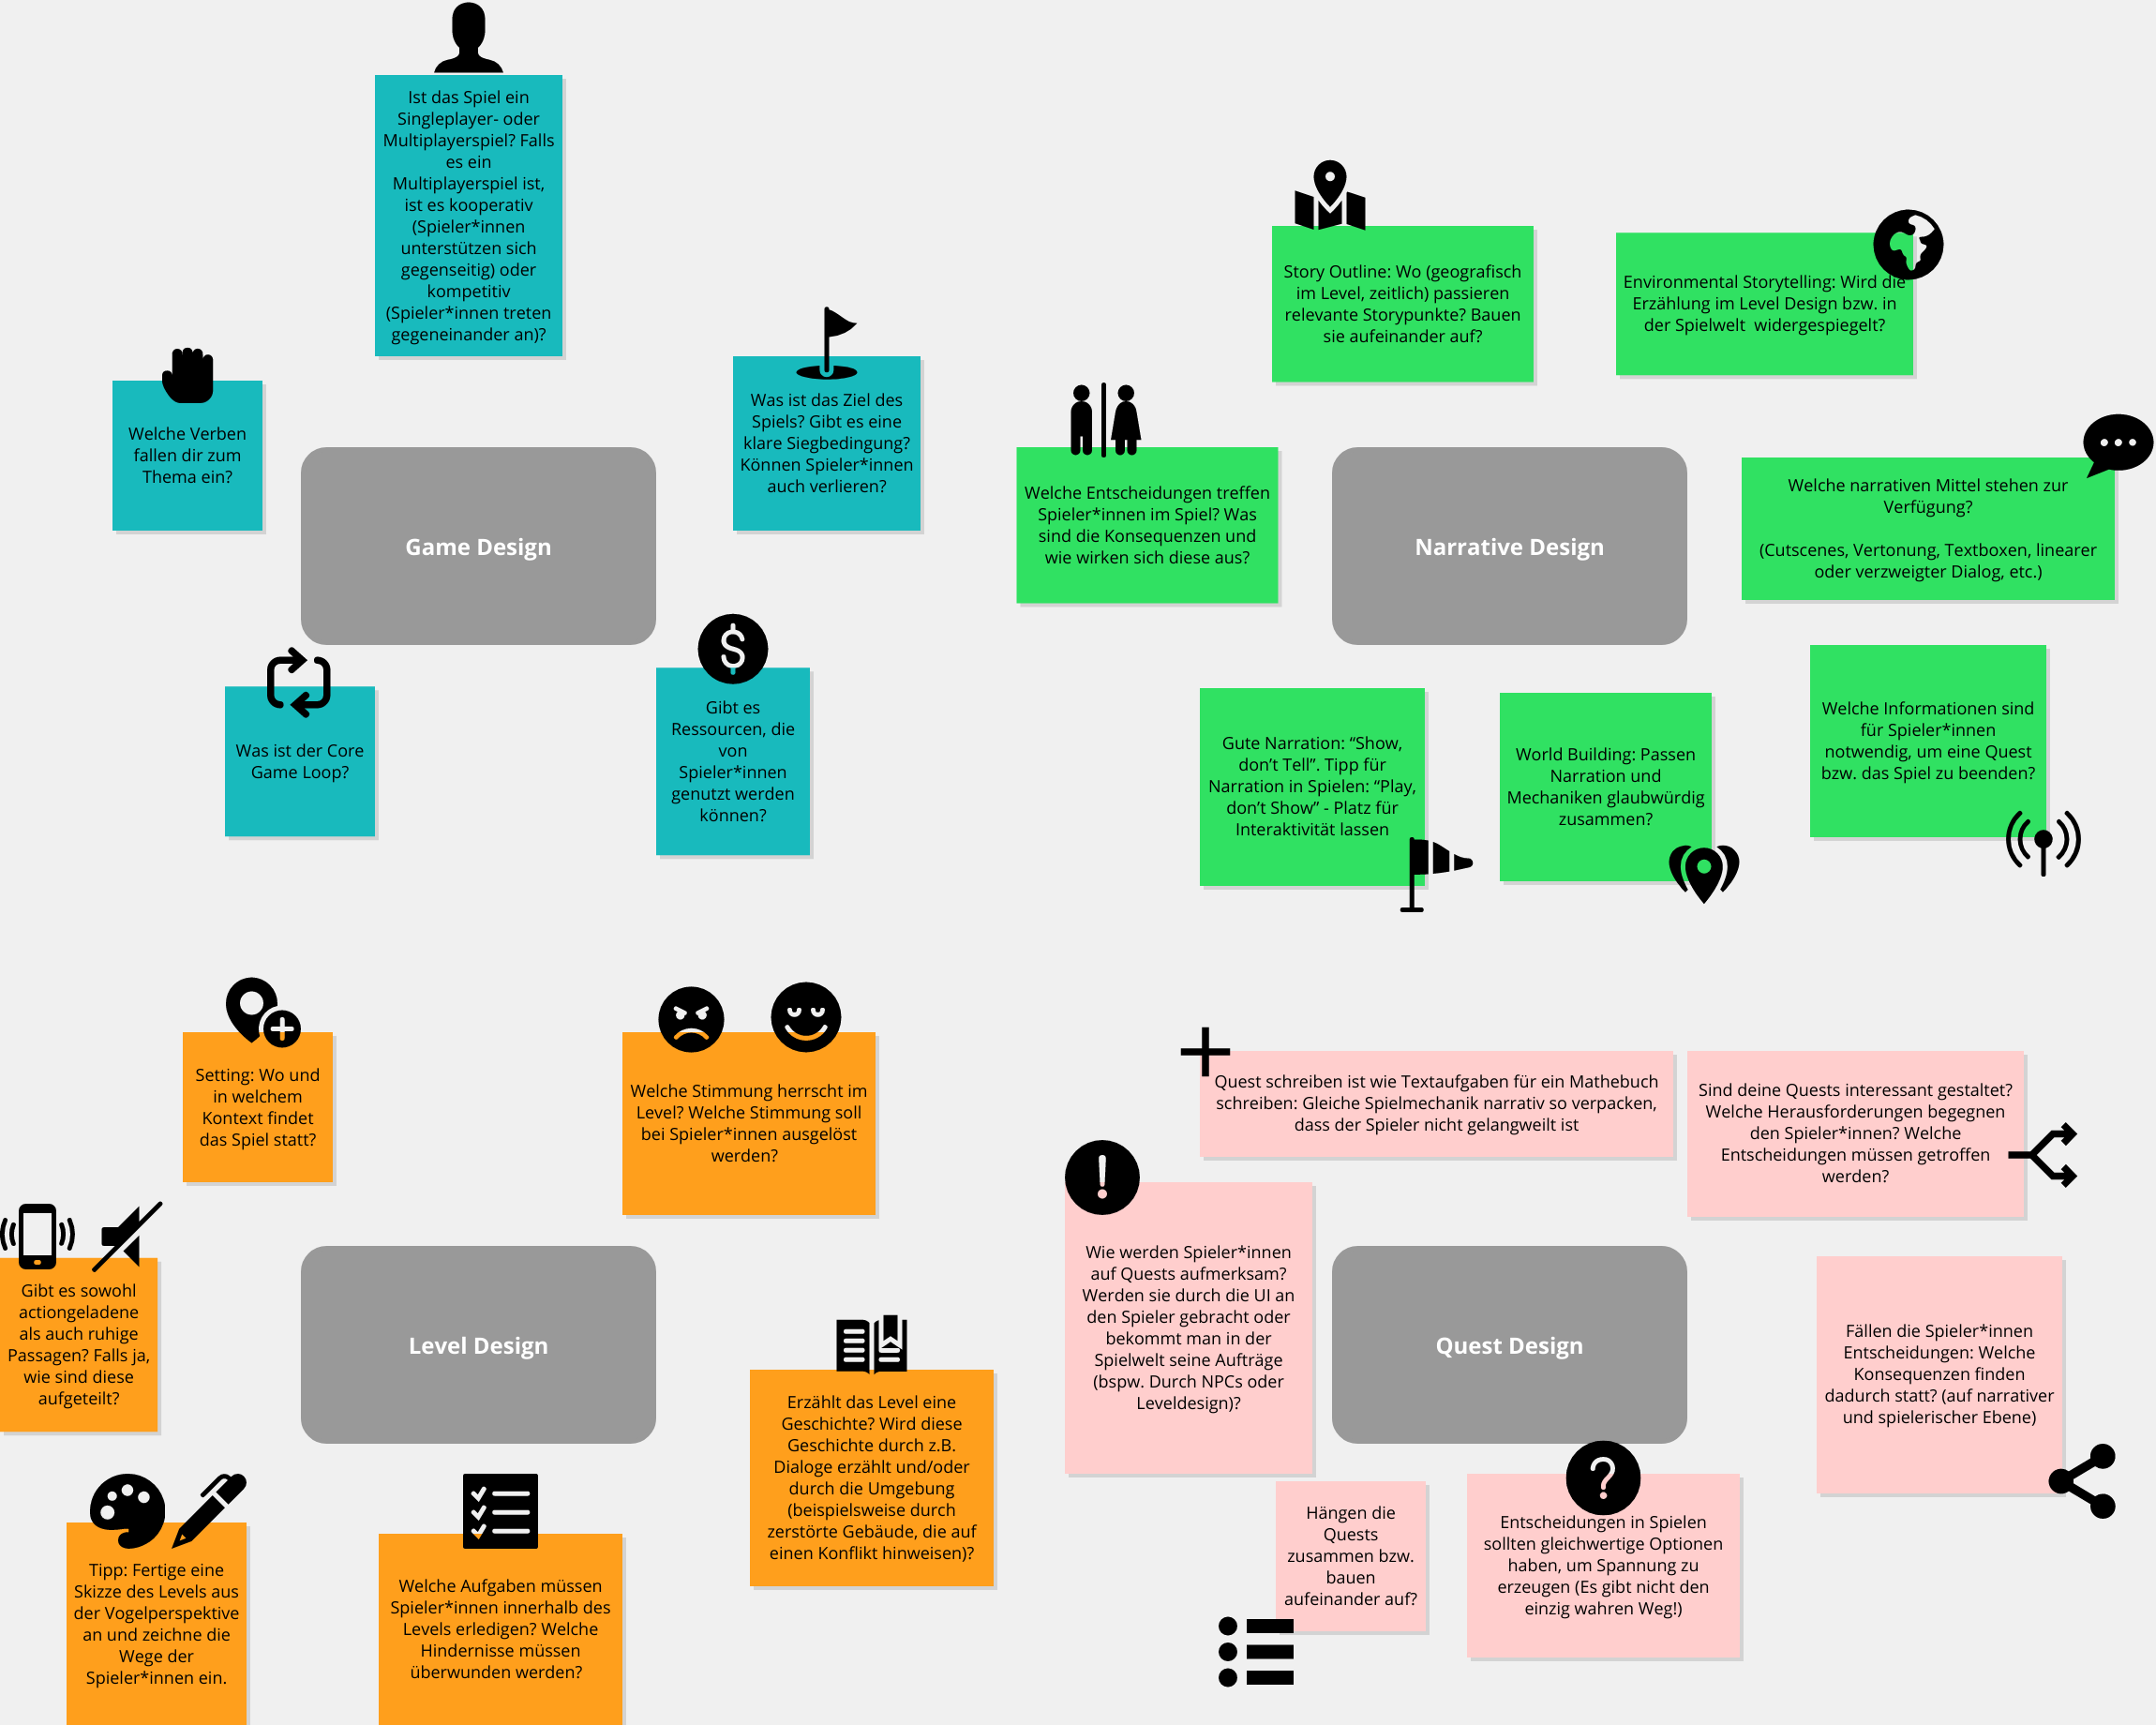 Ist das Spiel ein
Singleplayer- oder
Multiplayerspiel? Falls
es ein
Multiplayerspiel ist,
ist es kooperativ
(Spieler*innen
unterstützen sich
gegenseitig) oder
kompetitiv
(Spieler*innen treten
gegeneinander an)?
Welche Verben
fallen dir zum
Thema ein?
Was ist das Ziel des
Spiels? Gibt es eine
klare Siegbedingung?
Können Spieler*innen
auch verlieren?
Game Design
Was ist der Core
Game Loop?
Gibt es
Ressourcen, die
von
Spieler*innen
genutzt werden
können?
Story Outline: Wo (geografisch
im Level, zeitlich) passieren
relevante Storypunkte? Bauen
sie aufeinander auf?
Environmental Storytelling: Wird die
Erzählung im Level Design bzw. in
der Spielwelt  widergespiegelt?
Welche Entscheidungen treffen
Spieler*innen im Spiel? Was
sind die Konsequenzen und
wie wirken sich diese aus?
Narrative Design
Welche narrativen Mittel stehen zur
Verfügung?
(Cutscenes, Vertonung, Textboxen, linearer
oder verzweigter Dialog, etc.)
Gute Narration: “Show,
don’t Tell”. Tipp für
Narration in Spielen: “Play,
don’t Show” - Platz für
Interaktivität lassen
World Building: Passen
Narration und
Mechaniken glaubwürdig
zusammen?
Welche Informationen sind
für Spieler*innen
notwendig, um eine Quest
bzw. das Spiel zu beenden?
Setting: Wo und
in welchem
Kontext findet
das Spiel statt?
Welche Stimmung herrscht im
Level? Welche Stimmung soll
bei Spieler*innen ausgelöst
werden?
Gibt es sowohl
actiongeladene
als auch ruhige
Passagen? Falls ja,
wie sind diese
aufgeteilt?
Level Design
Erzählt das Level eine
Geschichte? Wird diese
Geschichte durch z.B.
Dialoge erzählt und/oder
durch die Umgebung
(beispielsweise durch
zerstörte Gebäude, die auf
einen Konflikt hinweisen)?
Tipp: Fertige eine
Skizze des Levels aus
der Vogelperspektive
an und zeichne die
Wege der
Spieler*innen ein.
Welche Aufgaben müssen
Spieler*innen innerhalb des
Levels erledigen? Welche
Hindernisse müssen
überwunden werden?
Quest schreiben ist wie Textaufgaben für ein Mathebuch
schreiben: Gleiche Spielmechanik narrativ so verpacken,
dass der Spieler nicht gelangweilt ist
Sind deine Quests interessant gestaltet?
Welche Herausforderungen begegnen
den Spieler*innen? Welche
Entscheidungen müssen getroffen
werden?
Wie werden Spieler*innen
auf Quests aufmerksam?
Werden sie durch die UI an
den Spieler gebracht oder
bekommt man in der
Spielwelt seine Aufträge
(bspw. Durch NPCs oder
Leveldesign)?
Quest Design
Fällen die Spieler*innen
Entscheidungen: Welche
Konsequenzen finden
dadurch statt? (auf narrativer
und spielerischer Ebene)
Hängen die
Quests
zusammen bzw.
bauen
aufeinander auf?
Entscheidungen in Spielen
sollten gleichwertige Optionen
haben, um Spannung zu
erzeugen (Es gibt nicht den
einzig wahren Weg!)